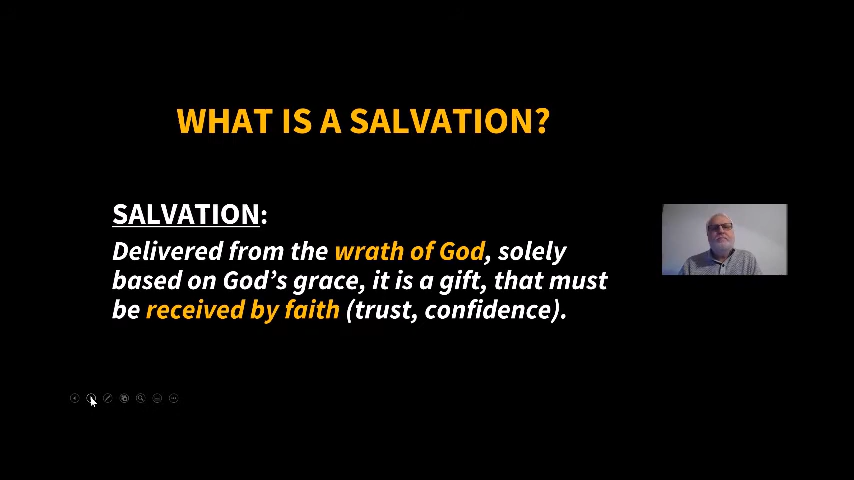 WHAT IS A SALVATION?
SALVATION:
Delivered from the wrath of God, solely
based on God's grace, it is a gift, that must
be received by faith (trust, confidence).